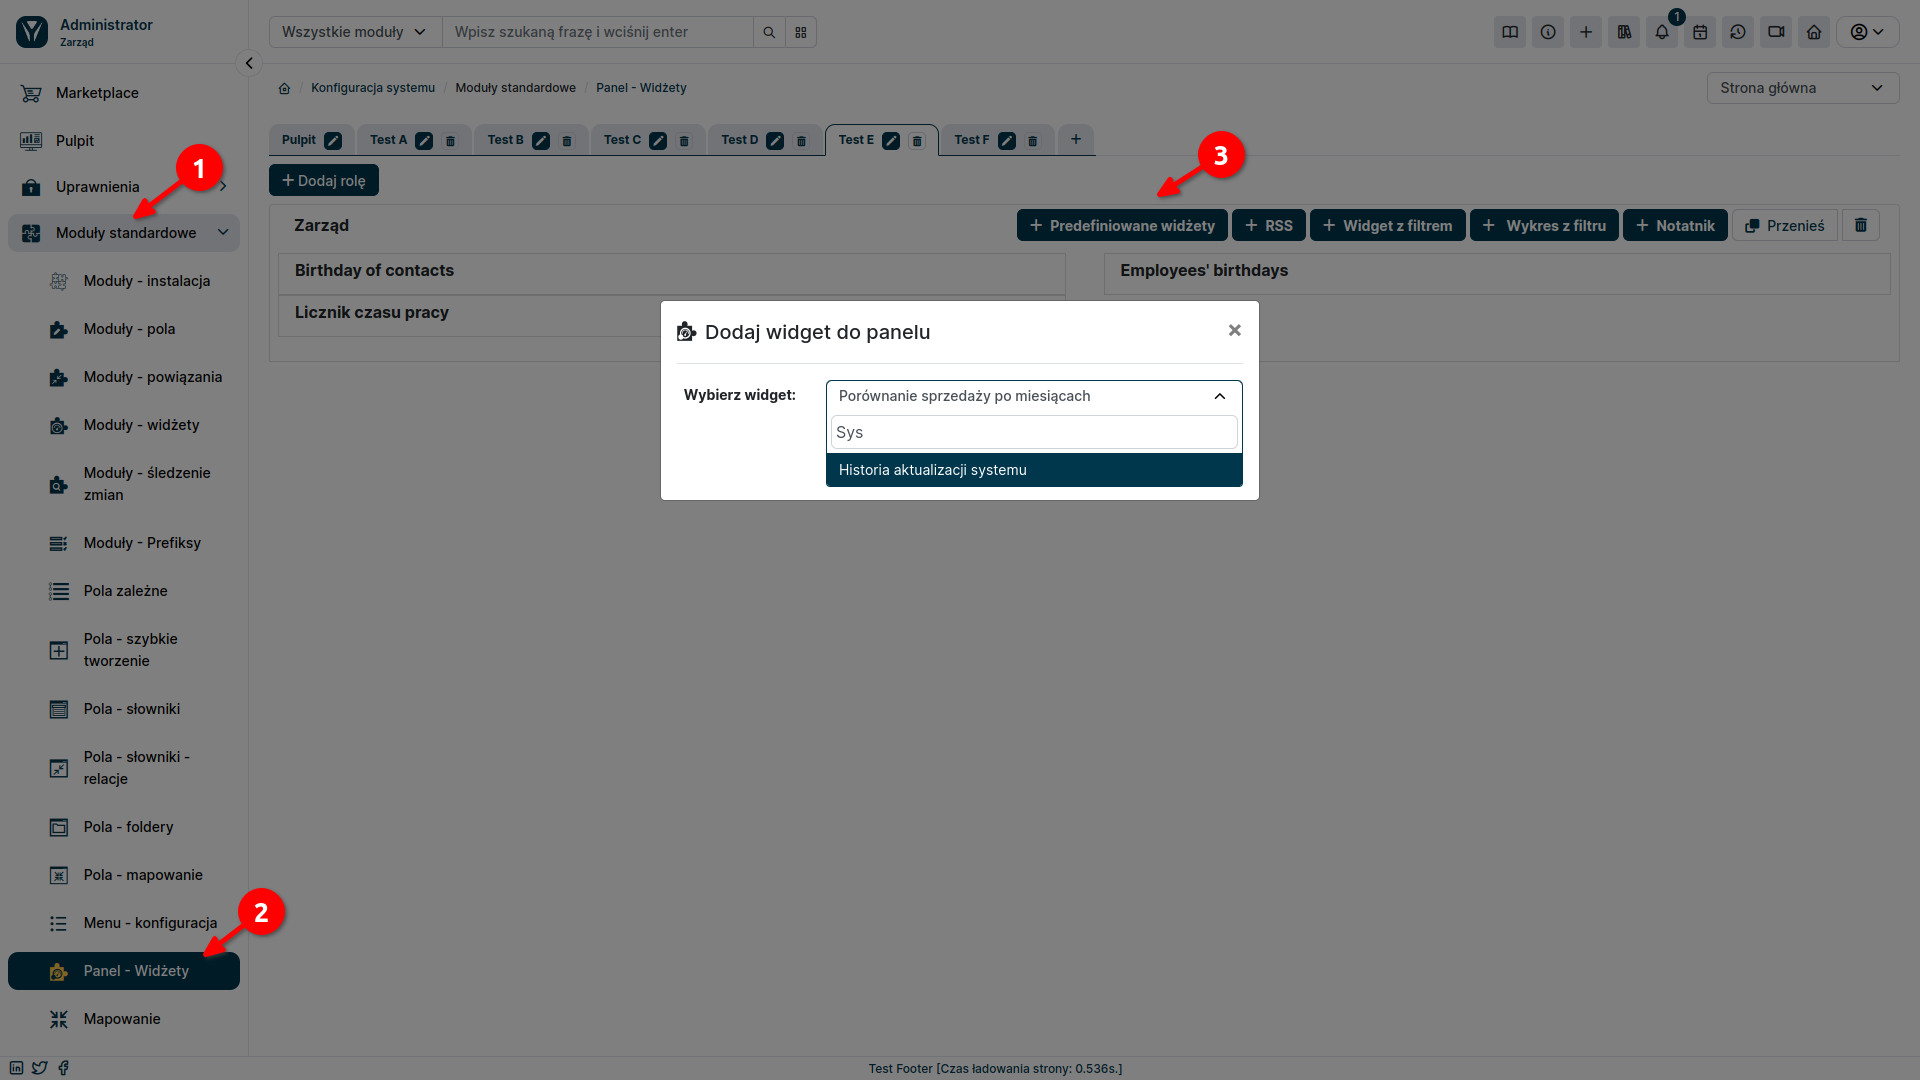 Administrator
Zarząd
Wszystkie moduły
Wpisz szukaną frazę i wciśnij enter
1
Marketplace
Pulpit
Uprawnienia
Moduły standardowe
Moduły - instalacja
Moduły - pola
Moduły - powiązania
Moduły - widżety
Moduły - śledzenie
zmian
Moduły - Prefiksy
Pola zależne
Pola - szybkie
tworzenie
Pola - słowniki
Pola - słowniki -
relacje
Pola - foldery
Pola - mapowanie
Menu - konfiguracja
Panel - Widżety
Mapowanie
1
2
3
/ Konfiguracja systemu / Moduły standardowe / Panel - Widżety
Strona główna
Pulpit
Test A
Test B
Test C
Test D
Test E
Test F
+
+ Dodaj rolę
Zarząd
+ Predefiniowane widżety
+ RSS
+ Widget z filtrem
+ Wykres z filtru
+ Notatnik
Przenieś
Birthday of contacts
Employees' birthdays
Licznik czasu pracy
Dodaj widget do panelu
×
Wybierz widget:
Porównanie sprzedaży po miesiącach
Sys
Historia aktualizacji systemu
Test Footer [Czas ładowania strony: 0.536s.]